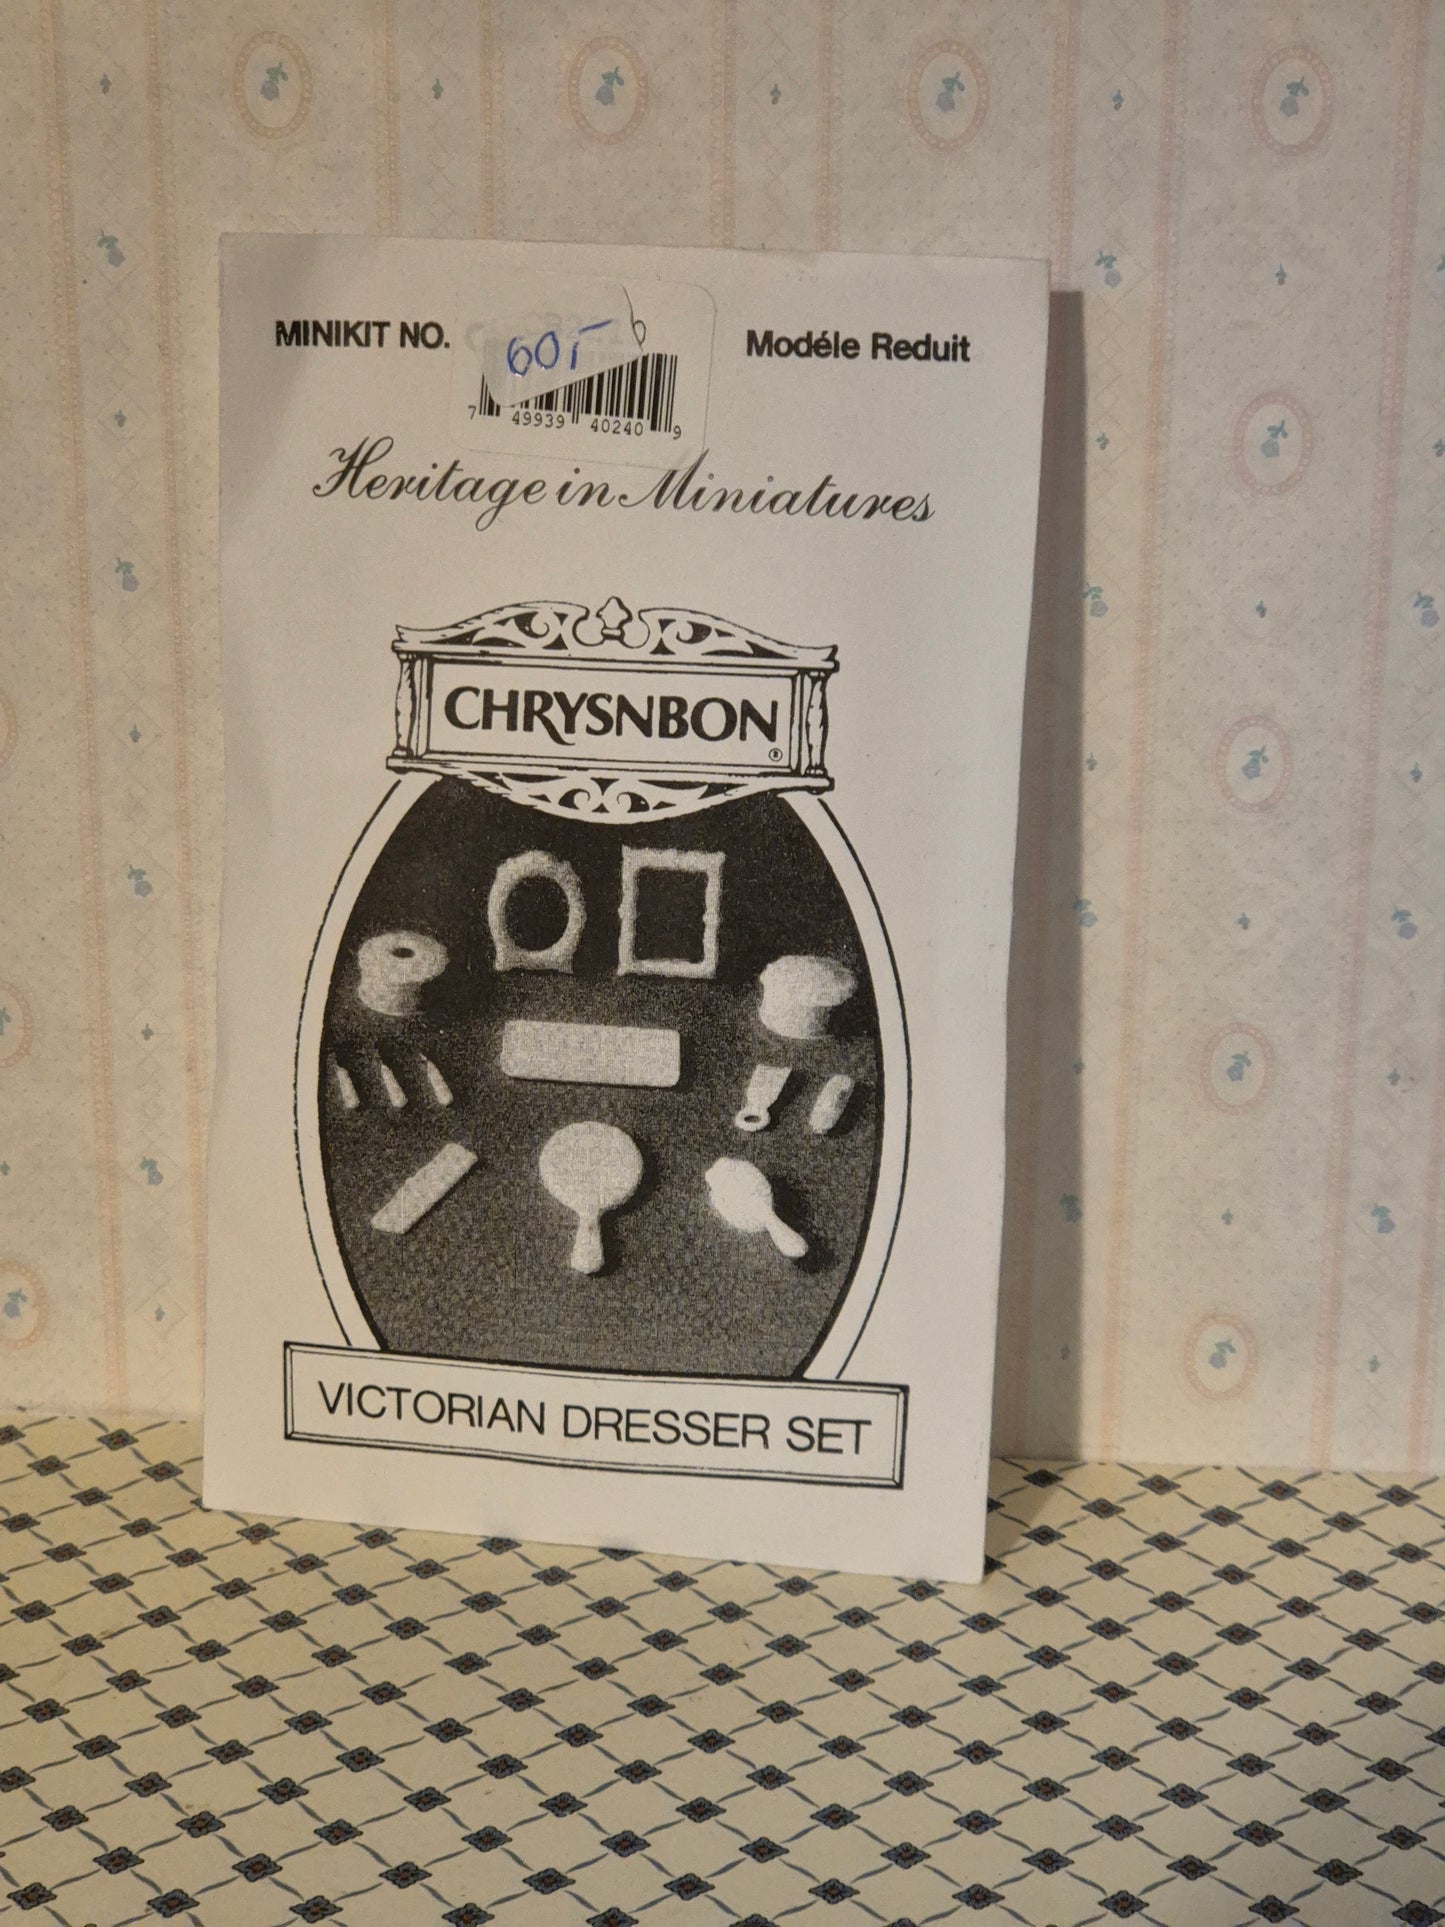 MINIKIT NO.
60,-
Modéle Reduit
7 49939 40240 9
Heritage in Miniatures
CHRYSNBON
®
VICTORIAN DRESSER SET